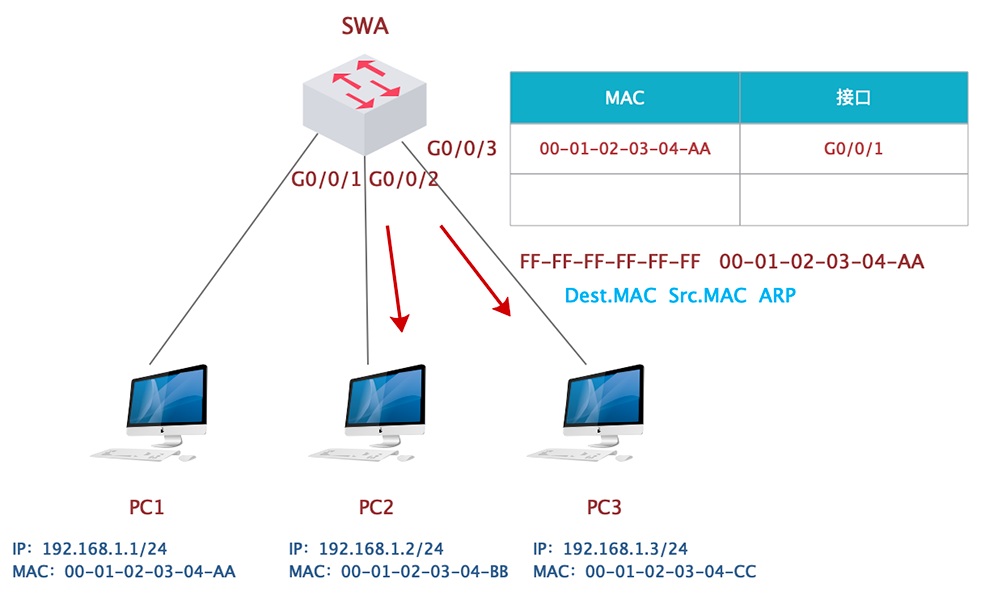 SWA
MAC 接口
00-01-02-03-04-AA G0/0/1
G0/0/3
G0/0/1 G0/0/2
FF-FF-FF-FF-FF-FF 00-01-02-03-04-AA
Dest.MAC Src.MAC ARP
PC1 PC2 PC3
IP: 192.168.1.1/24 IP: 192.168.1.2/24 IP: 192.168.1.3/24
MAC: 00-01-02-03-04-AA MAC: 00-01-02-03-04-BB MAC: 00-01-02-03-04-CC